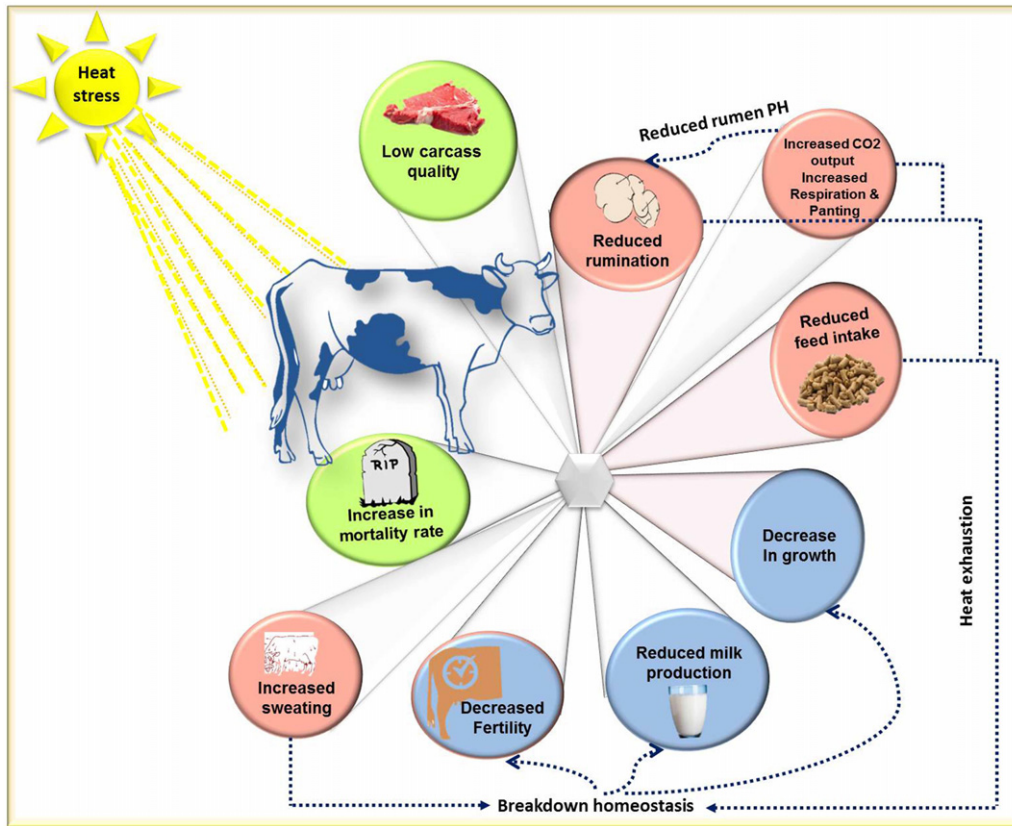 Heat
stress
Low carcass
quality
Reduced rumen PH
Reduced
rumination
Increased CO2
output
Increased
Respiration &
Panting
Reduced
feed intake
RIP
Increase in
mortality rate
Decrease
In growth
Heat exhaustion
Increased
sweating
Decreased
Fertility
Reduced milk
production
Breakdown homeostasis